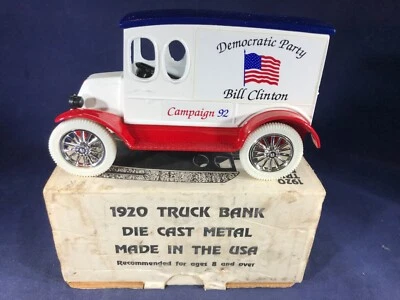 Democratic Party
Bill Clinton
Campaign 92
1920 TRUCK BANK
DIE CAST METAL
MADE IN THE USA
Recommended for ages 8 and over
1920